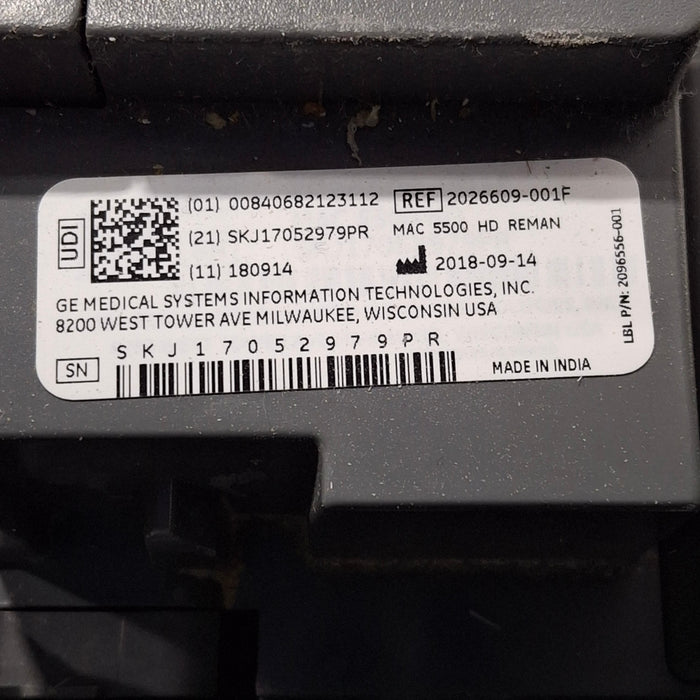 UDI
(01) 00840682123112 REF 2026609-001F
(21) SKJ17052979PR MAC 5500 HD REMAN
(11) 180914 2018-09-14
GE MEDICAL SYSTEMS INFORMATION TECHNOLOGIES, INC.
8200 WEST TOWER AVE MILWAUKEE, WISCONSIN USA
SKJ17052979PR
SN MADE IN INDIA
LBL P/N: 2096556-001